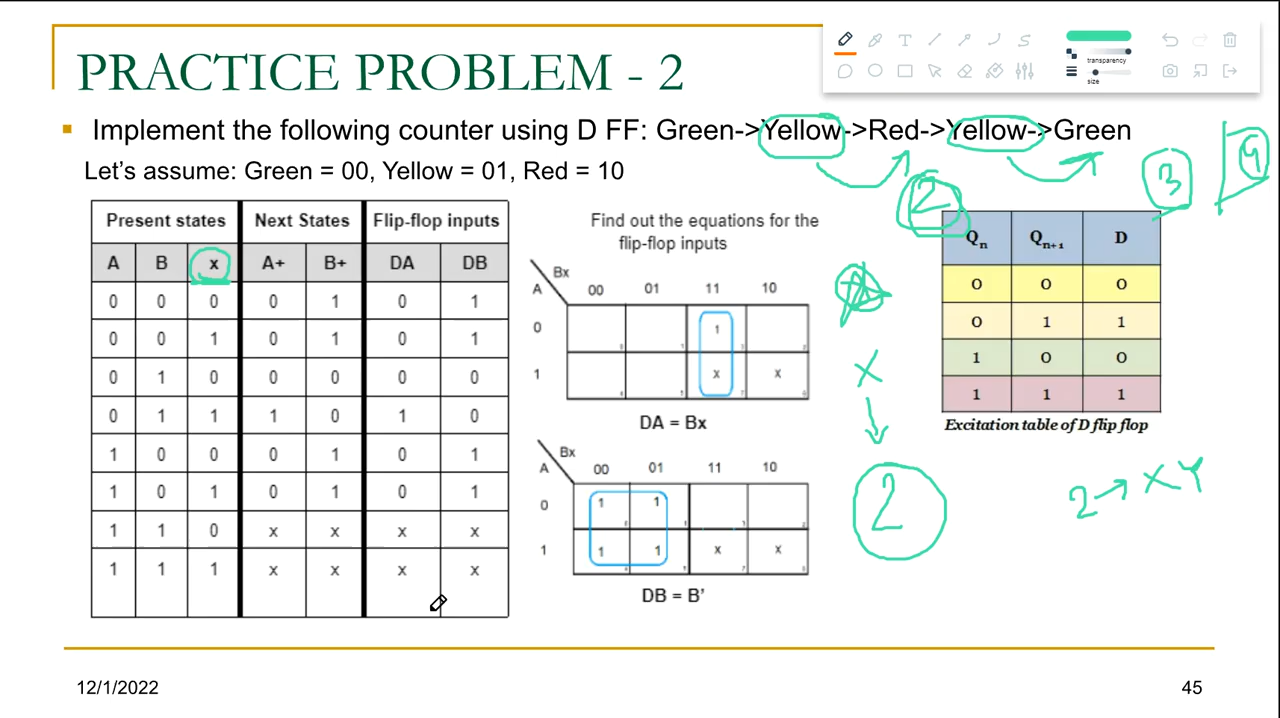 PRACTICE PROBLEM - 2
T
S
transparency
size
Implement the following counter using D FF: Green->Yellow->Red->Yellow->Green
Let's assume: Green = 00, Yellow = 01, Red = 10
Present states Next States Flip-flop inputs
A B x A+ B+ DA DB
0 0 0 0 1 0 1
0 0 1 0 1 0 1
0 1 0 0 0 0 0
0 1 1 1 0 1 0
1 0 0 0 1 0 1
1 0 1 0 1 0 1
1 1 0 x x x x
1 1 1 x x x x
Find out the equations for the
flip-flop inputs
Bx
A 00 01 11 10
0 1
1 x x
DA = Bx
Bx
A 00 01 11 10
0 1 1
1 1 1 x x
DB = B'
2
3
9
Qn Qn+1 D
0 0 0
0 1 1
1 0 0
1 1 1
Excitation table of D flip flop
X
2
2 → XY
12/1/2022
45